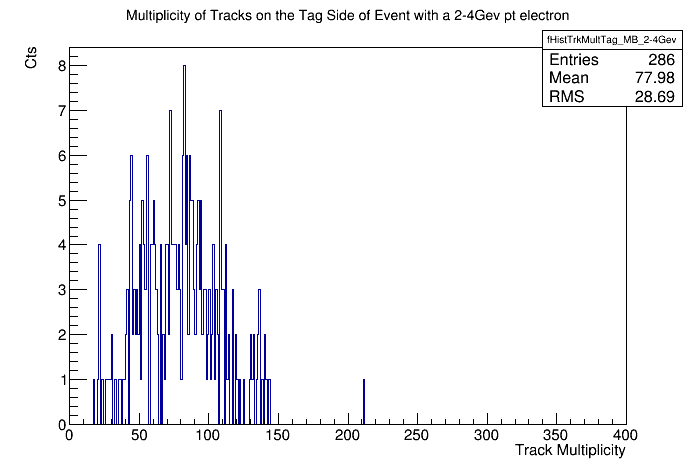 Multiplicity of Tracks on the Tag Side of Event with a 2-4Gev pt electron
fHistTrkMultTag_MB_2-4Gev
Entries 286
Mean 77.98
RMS 28.69
Cts
8
7
6
5
4
3
2
1
0
0 50 100 150 200 250 300 350 400
Track Multiplicity